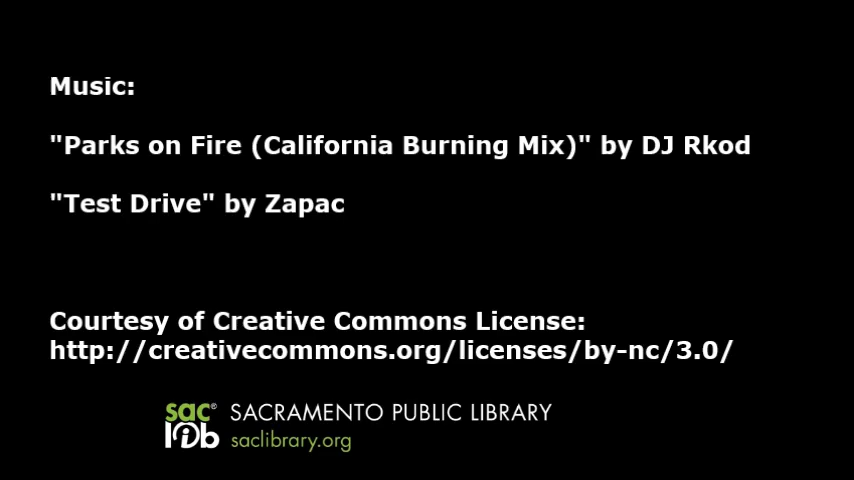 Music:
"Parks on Fire (California Burning Mix)" by DJ Rkod
"Test Drive" by Zapac
Courtesy of Creative Commons License:
http://creativecommons.org/licenses/by-nc/3.0/
sac® SACRAMENTO PUBLIC LIBRARY
lib saclibrary.org